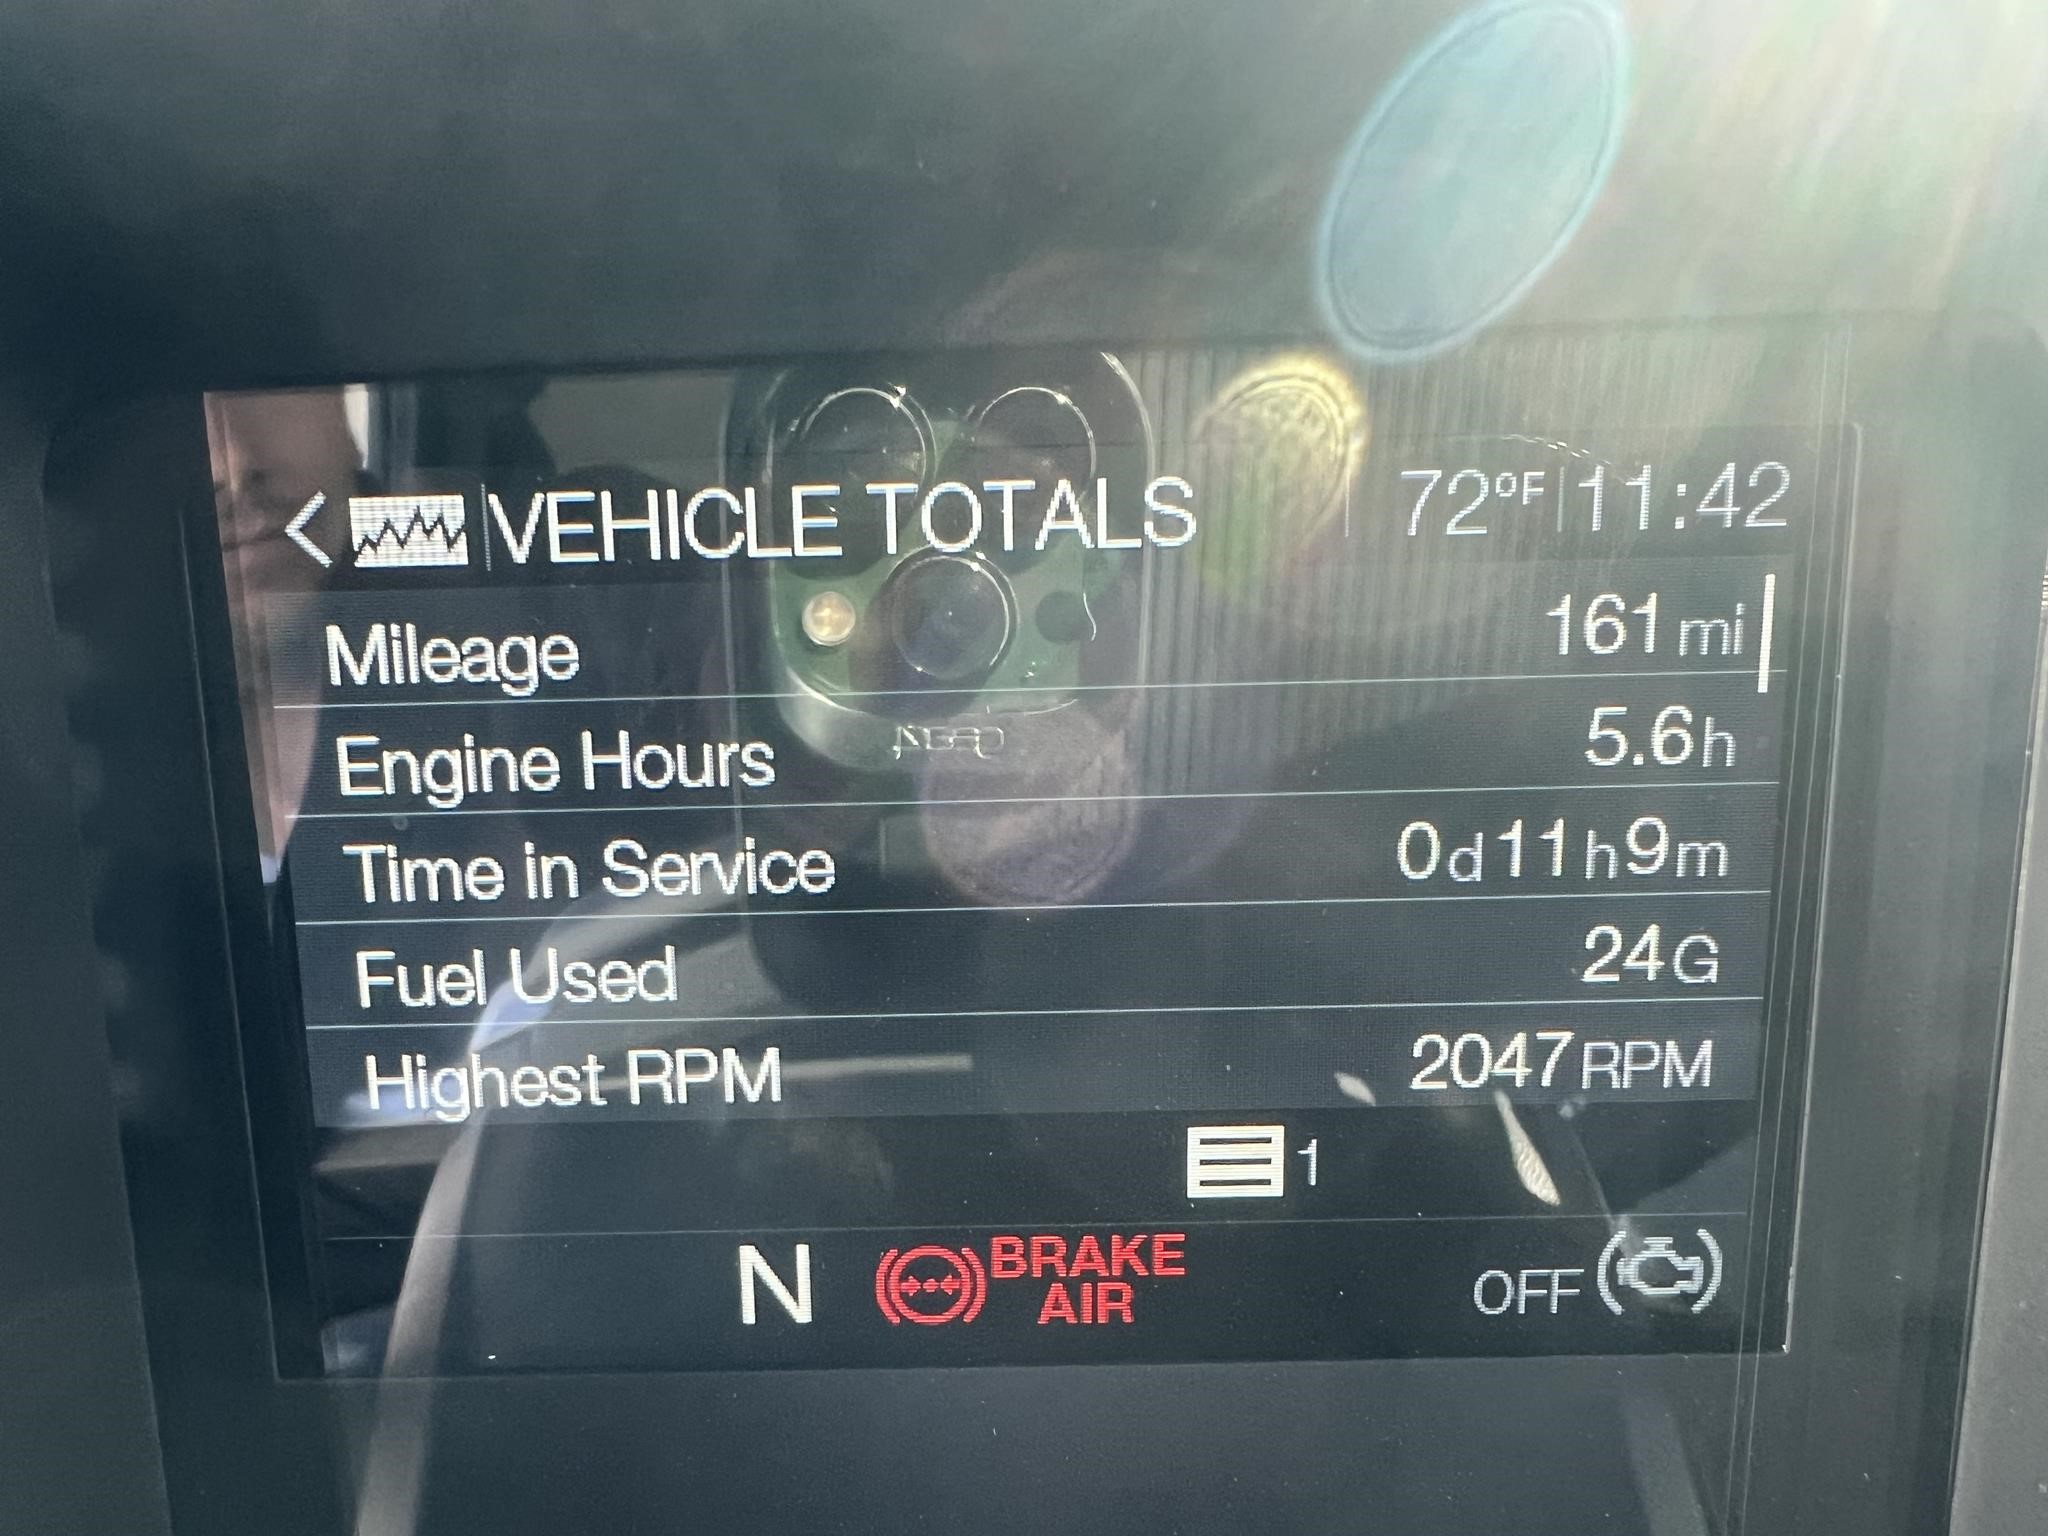 VEHICLE TOTALS 72°F 11:42
Mileage 161 mi
Engine Hours 5.6 h
Time in Service 0d 11h 9m
Fuel Used 24 G
Highest RPM 2047 RPM
1
N BRAKE AIR OFF